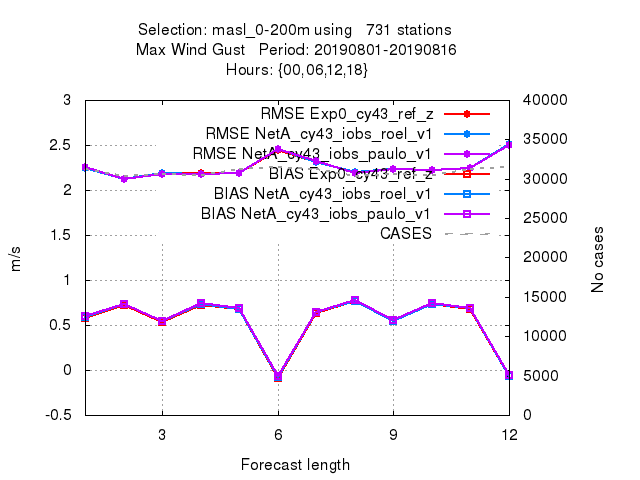 Selection: masl_0-200m using   731 stations
Max Wind Gust   Period: 20190801-20190816
Hours: {00,06,12,18}
RMSE Exp0_cy43_ref_z
RMSE NetA_cy43_iobs_roel_v1
RMSE NetA_cy43_iobs_paulo_v1
BIAS Exp0_cy43_ref_z
BIAS NetA_cy43_iobs_roel_v1
BIAS NetA_cy43_iobs_paulo_v1
CASES
3
2.5
2
1.5
1
0.5
0
-0.5
m/s
40000
35000
30000
25000
20000
15000
10000
5000
0
No cases
3 6 9 12
Forecast length